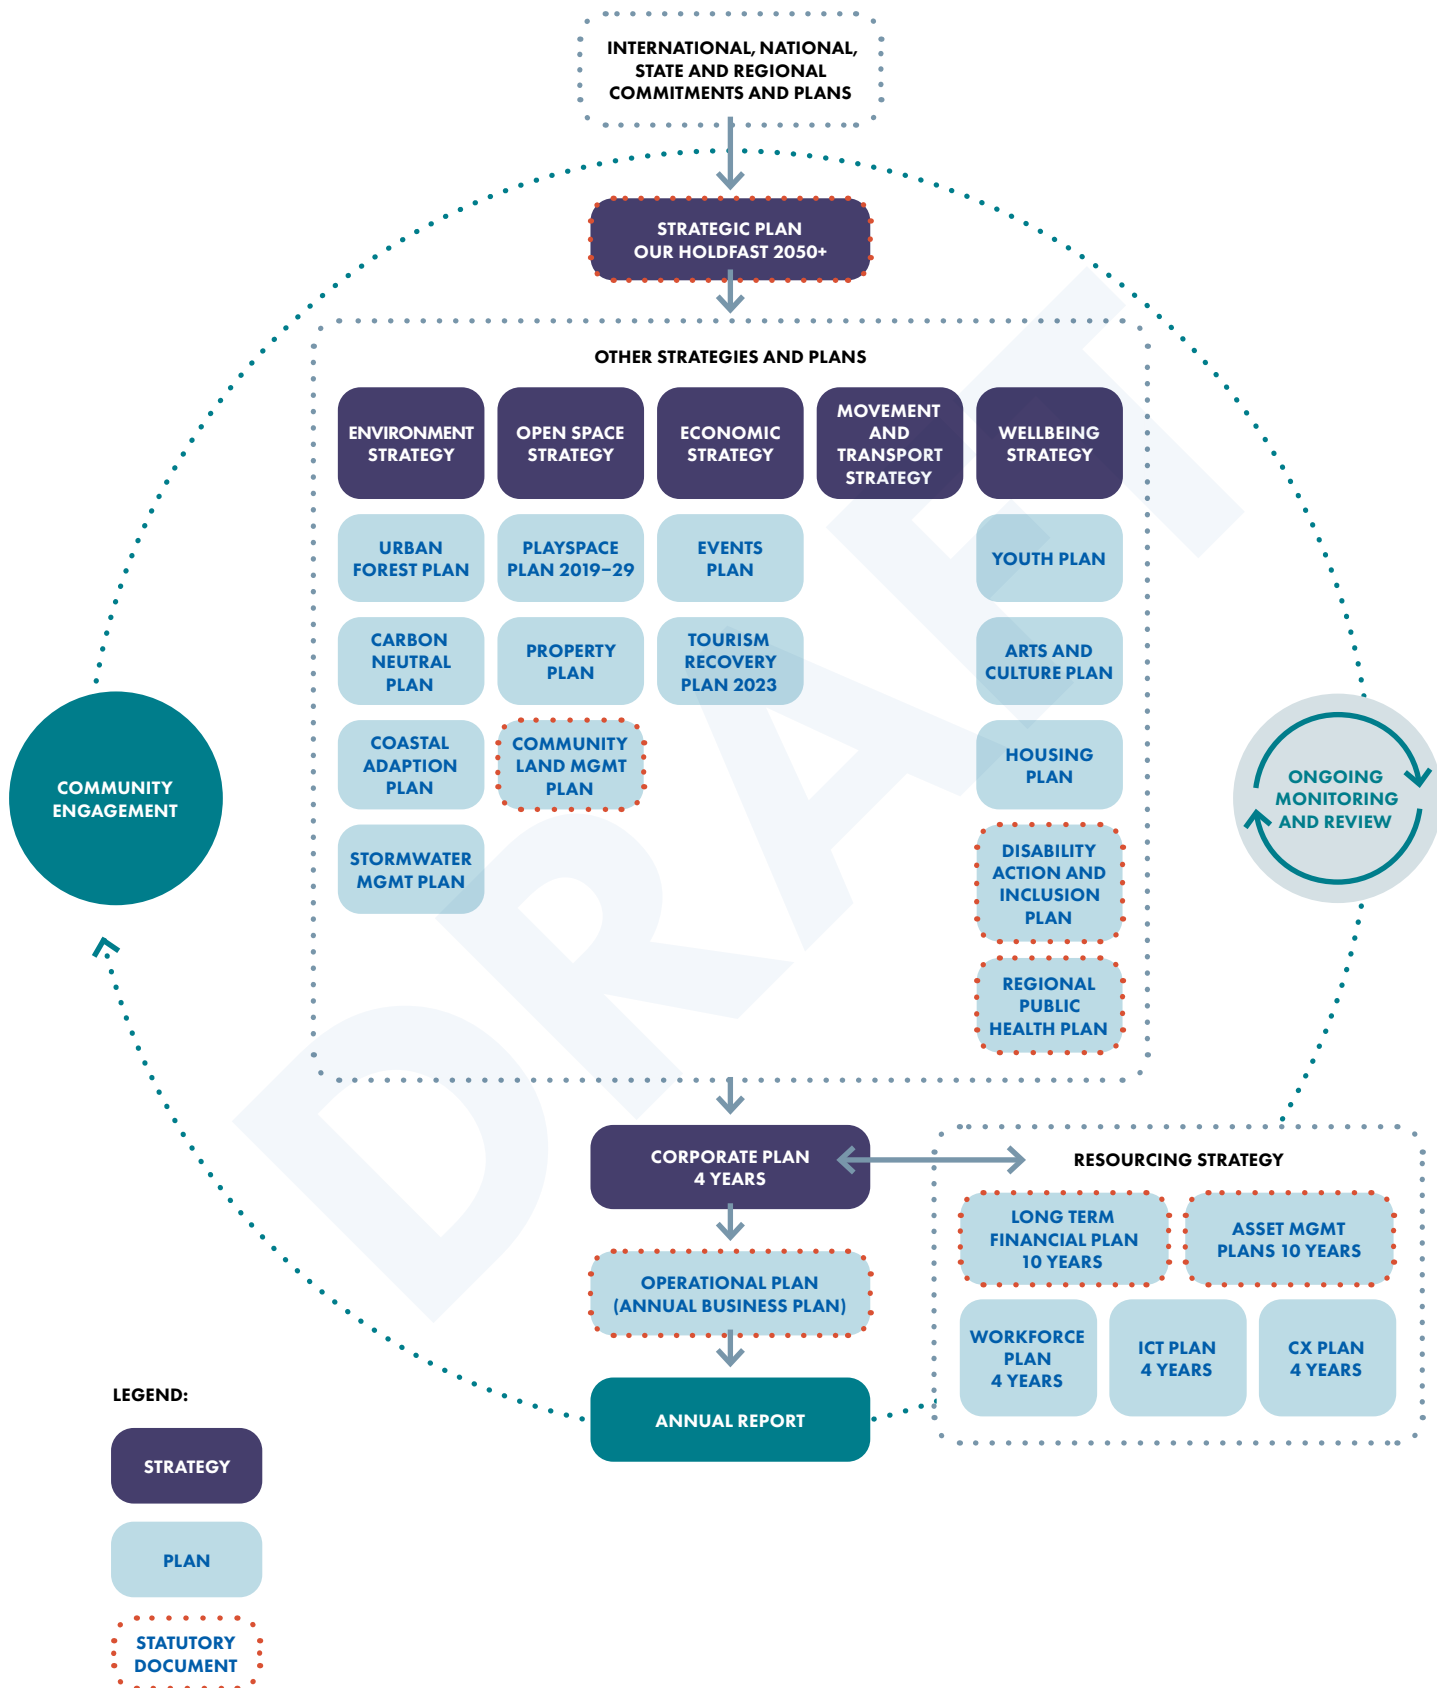 INTERNATIONAL, NATIONAL,
STATE AND REGIONAL
COMMITMENTS AND PLANS
STRATEGIC PLAN
OUR HOLDFAST 2050+
OTHER STRATEGIES AND PLANS
ENVIRONMENT
STRATEGY
OPEN SPACE
STRATEGY
ECONOMIC
STRATEGY
MOVEMENT
AND
TRANSPORT
STRATEGY
WELLBEING
STRATEGY
URBAN
FOREST PLAN
CARBON
NEUTRAL
PLAN
COASTAL
ADAPTION
PLAN
STORMWATER
MGMT PLAN
PLAYSPACE
PLAN 2019–29
PROPERTY
PLAN
COMMUNITY
LAND MGMT
PLAN
EVENTS
PLAN
TOURISM
RECOVERY
PLAN 2023
YOUTH PLAN
ARTS AND
CULTURE PLAN
HOUSING
PLAN
DISABILITY
ACTION AND
INCLUSION
PLAN
REGIONAL
PUBLIC
HEALTH PLAN
COMMUNITY
ENGAGEMENT
ONGOING
MONITORING
AND REVIEW
CORPORATE PLAN
4 YEARS
OPERATIONAL PLAN
(ANNUAL BUSINESS PLAN)
ANNUAL REPORT
RESOURCING STRATEGY
LONG TERM
FINANCIAL PLAN
10 YEARS
ASSET MGMT
PLANS 10 YEARS
WORKFORCE
PLAN
4 YEARS
ICT PLAN
4 YEARS
CX PLAN
4 YEARS
LEGEND:
STRATEGY
PLAN
STATUTORY
DOCUMENT
DRAFT